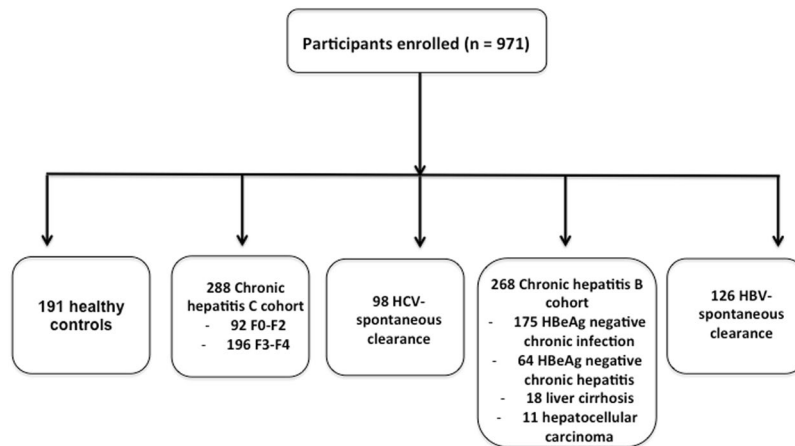 Participants enrolled (n = 971)
191 healthy
controls
288 Chronic
hepatitis C cohort
- 92 F0-F2
- 196 F3-F4
98 HCV-
spontaneous
clearance
268 Chronic hepatitis B
cohort
- 175 HBeAg negative
chronic infection
- 64 HBeAg negative
chronic hepatitis
- 18 liver cirrhosis
- 11 hepatocellular
carcinoma
126 HBV-
spontaneous
clearance